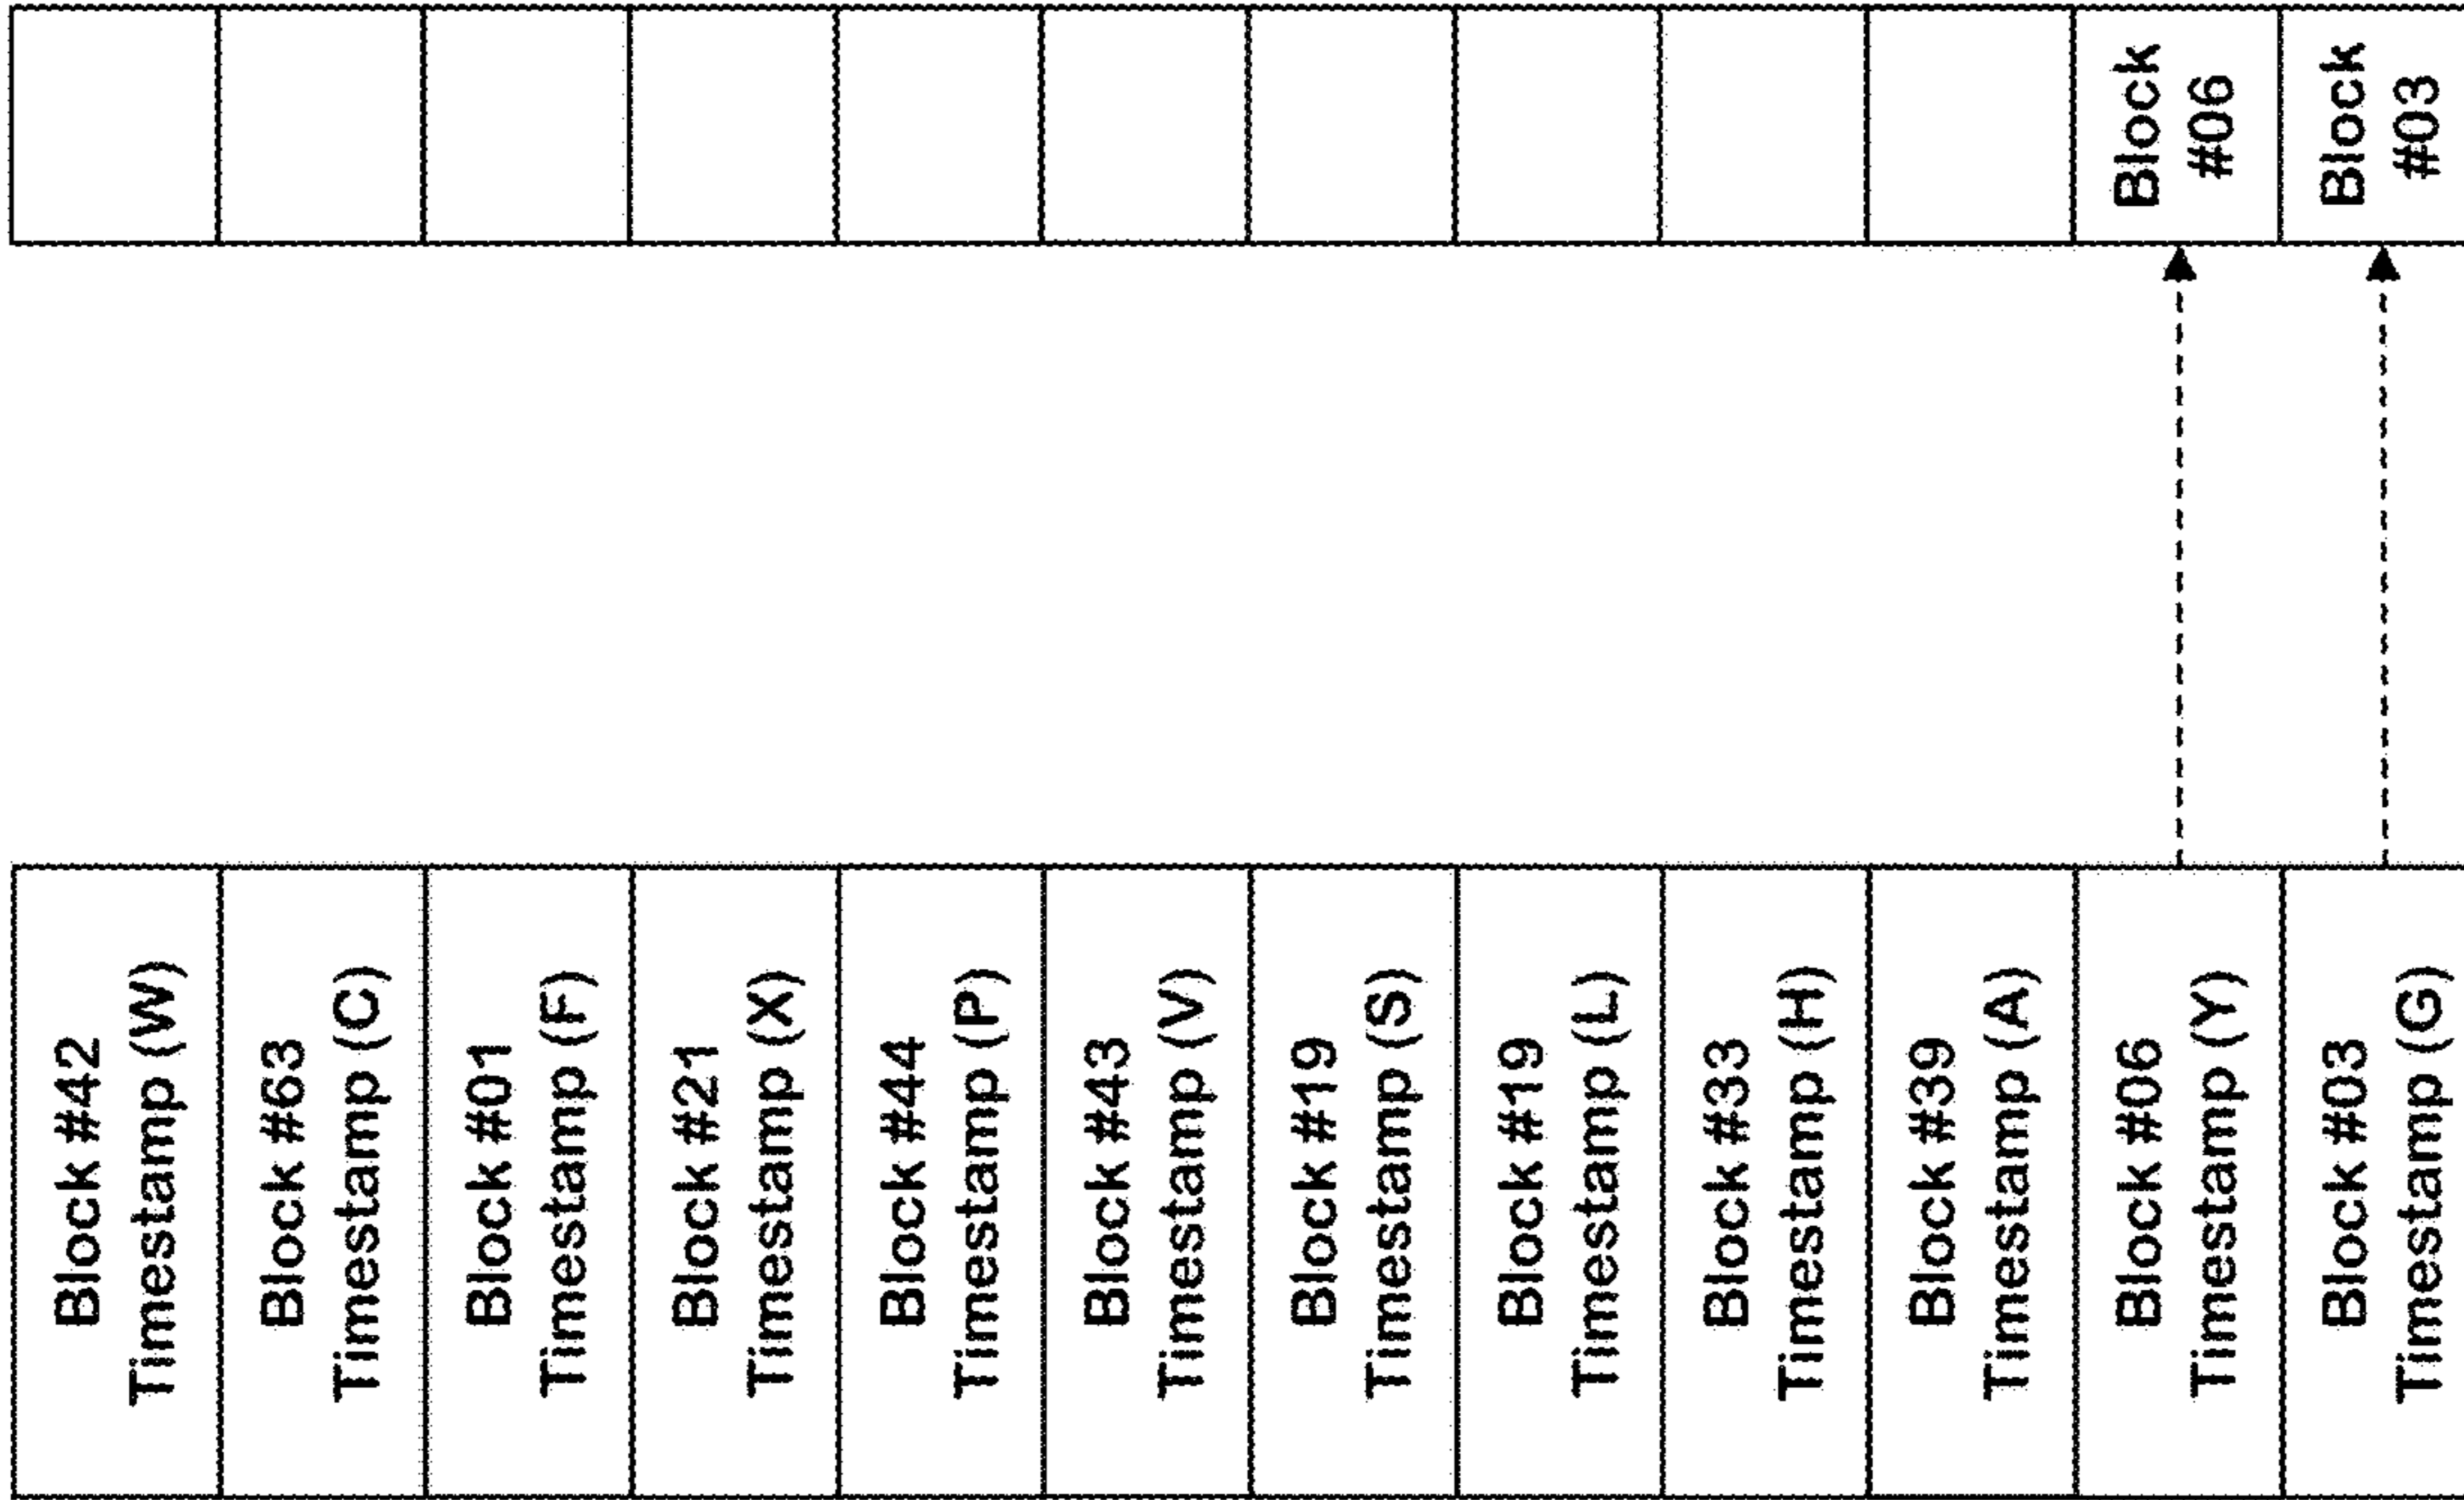 Block #42
Timestamp (W)
Block #63
Timestamp (C)
Block #01
Timestamp (F)
Block #21
Timestamp (X)
Block #44
Timestamp (P)
Block #43
Timestamp (V)
Block #19
Timestamp (S)
Block #19
Timestamp (L)
Block #33
Timestamp (H)
Block #39
Timestamp (A)
Block #06
Timestamp (Y)
Block #03
Timestamp (G)
Block
#06
Block
#03